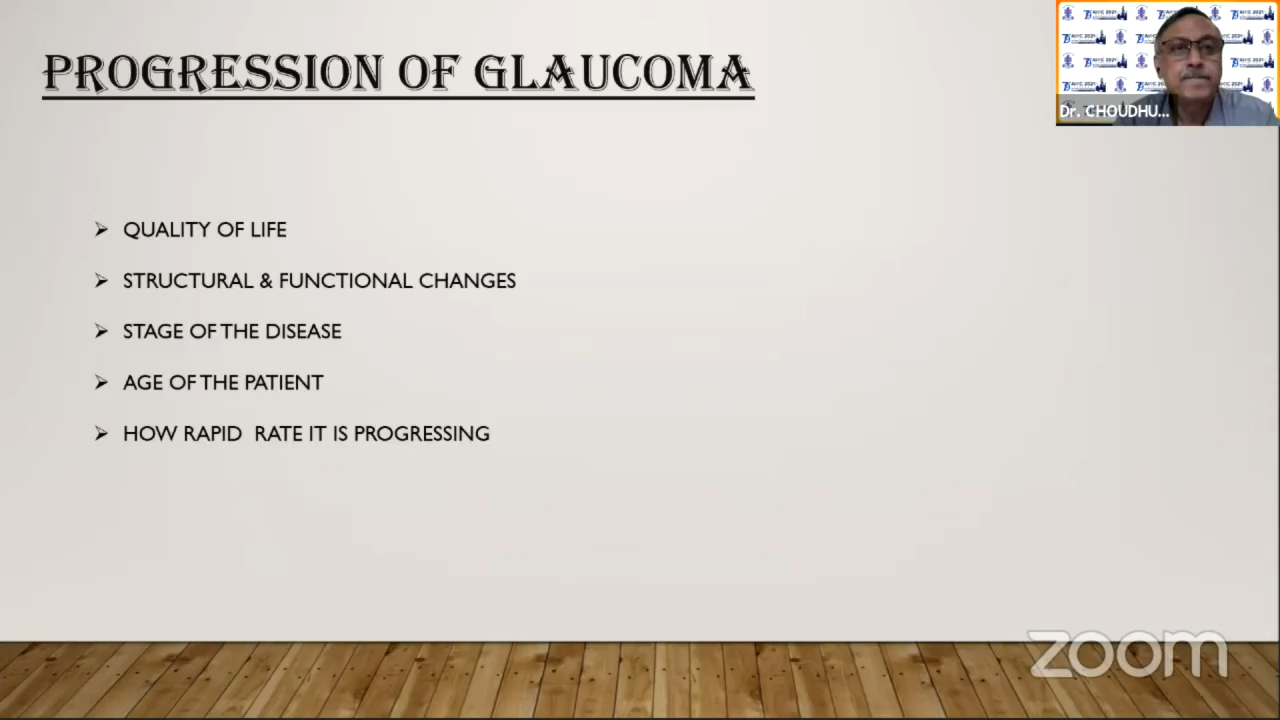 PROGRESSION OF GLAUCOMA
QUALITY OF LIFE
STRUCTURAL & FUNCTIONAL CHANGES
STAGE OF THE DISEASE
AGE OF THE PATIENT
HOW RAPID RATE IT IS PROGRESSING
Dr. CHOUDHU...
zoom